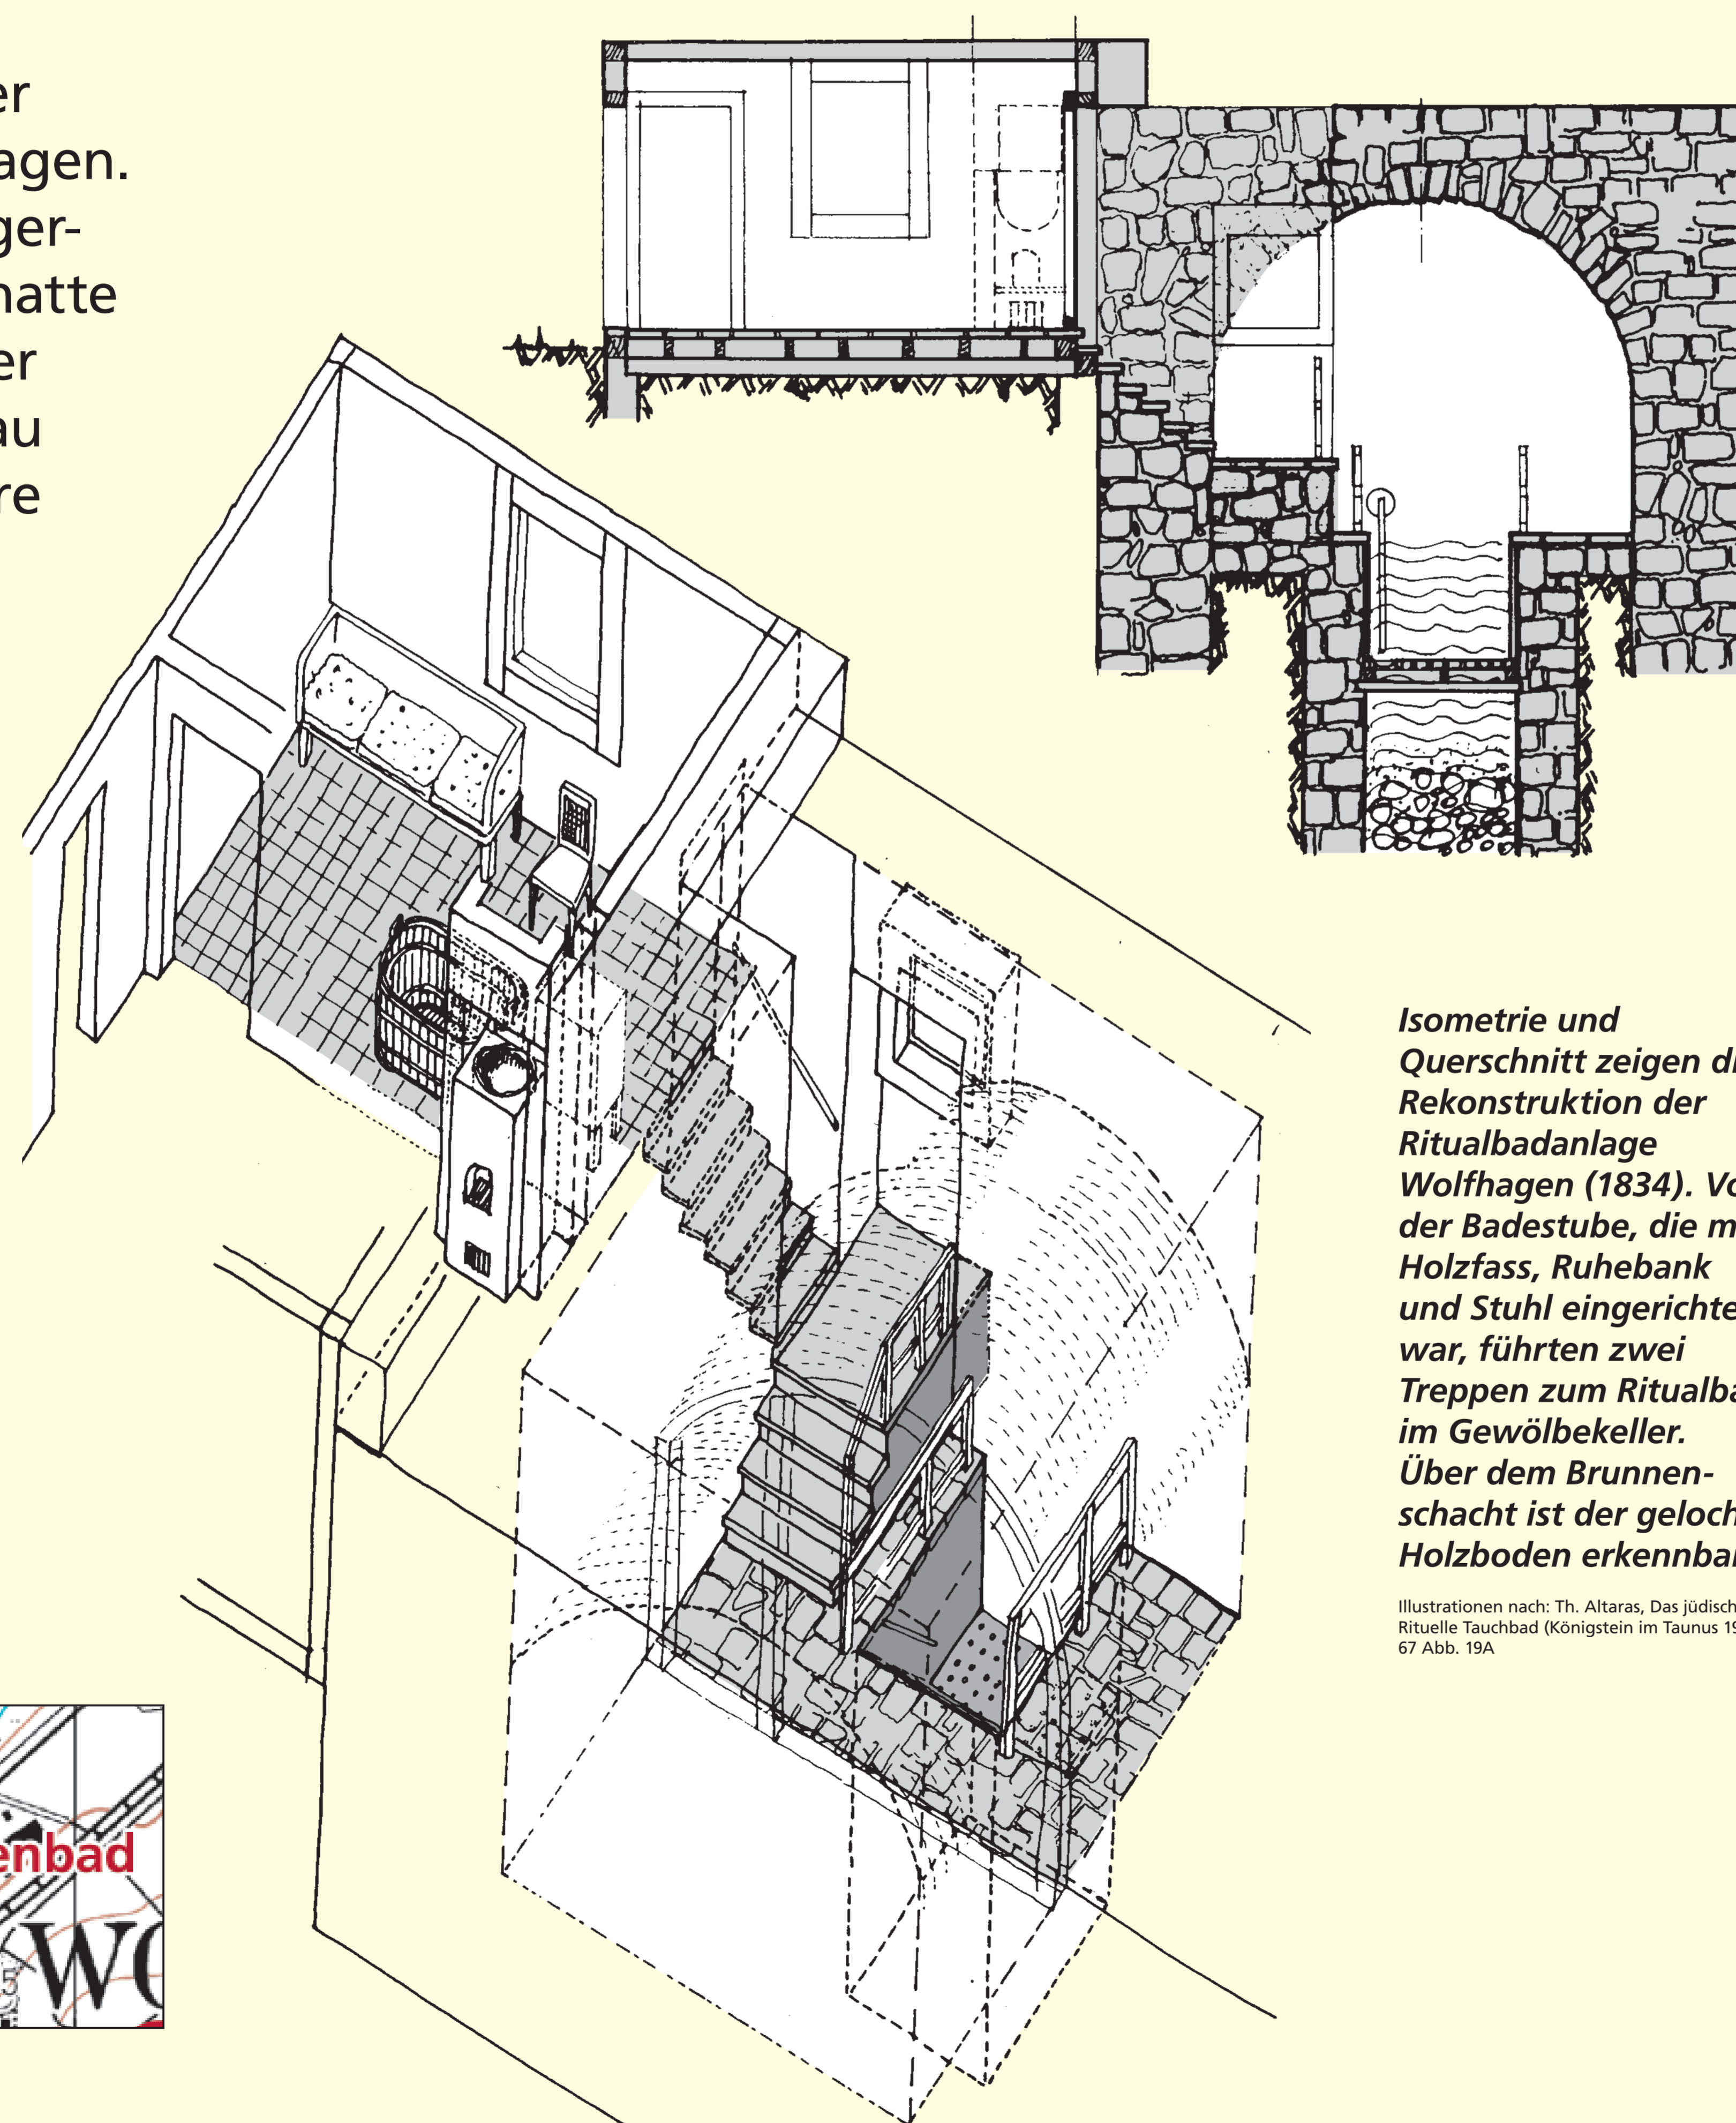 er
agen.
ger-
hatte
er
au
re
Isometrie und
Querschnitt zeigen di
Rekonstruktion der
Ritualbadanlage
Wolfhagen (1834). Vo
der Badestube, die m
Holzfass, Ruhebank
und Stuhl eingerichte
war, führten zwei
Treppen zum Ritualba
im Gewölbekeller.
Über dem Brunnen-
schacht ist der geloch
Holzboden erkennba
Illustrationen nach: Th. Altaras, Das jüdisch
Rituelle Tauchbad (Königstein im Taunus 19
67 Abb. 19A
enbad
WO
5